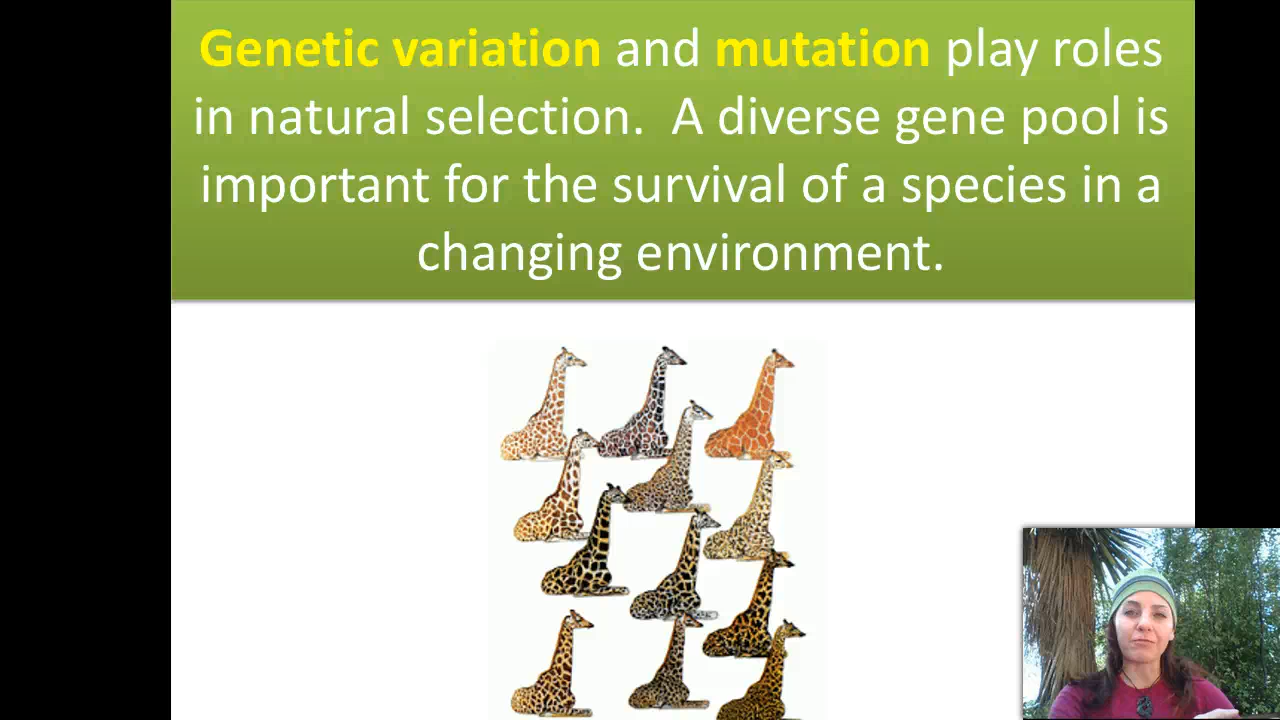 Genetic variation and mutation play roles
in natural selection.  A diverse gene pool is
important for the survival of a species in a
changing environment.